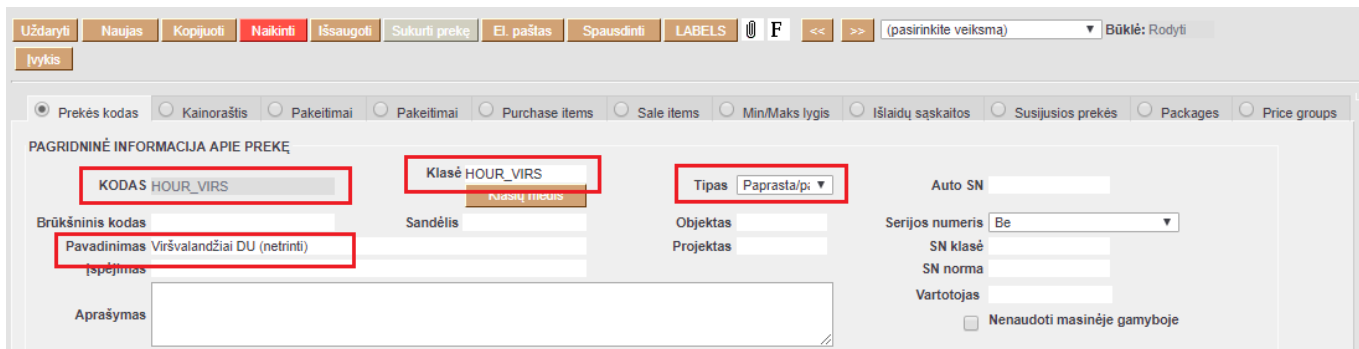 Uždaryti Naujas Kopijuoti Naikinti Išsaugoti Sukurti prekę El. paštas Spausdinti LABELS F << >> (pasirinkite veiksmą) Būklė: Rodyti
Įvykis
Prekės kodas Kainoraštis Pakeitimai Pakeitimai Purchase items Sale items Min/Maks lygis Išlaidų sąskaitos Susijusios prekės Packages Price groups
PAGRIDNINĖ INFORMACIJA APIE PREKĘ
KODAS HOUR_VIRS Klasė HOUR_VIRS Tipas Paprasta/pa Auto SN
Klasių medis
Brūkšninis kodas Sandėlis Objektas Serijos numeris Be
Pavadinimas Viršvalandžiai DU (netrinti) Projektas SN klasė
Įspėjimas SN norma
Vartotojas
Aprašymas
Nenaudoti masinėje gamyboje